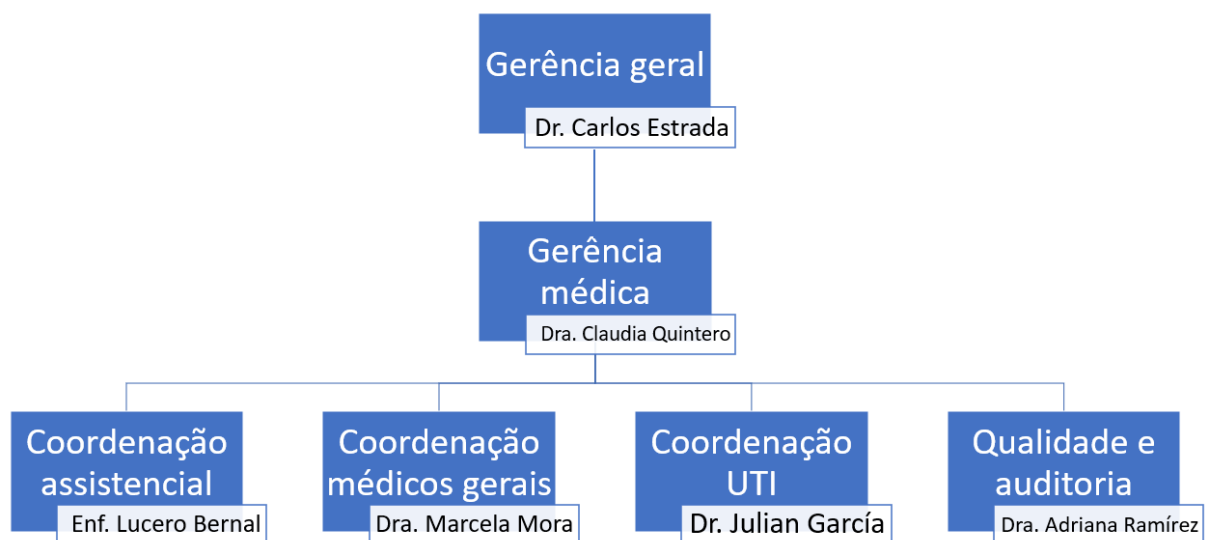 Gerência geral
Dr. Carlos Estrada
Gerência
médica
Dra. Claudia Quintero
Coordenação
assistencial
Enf. Lucero Bernal
Coordenação
médicos gerais
Dra. Marcela Mora
Coordenação
UTI
Dr. Julian García
Qualidade e
auditoria
Dra. Adriana Ramírez